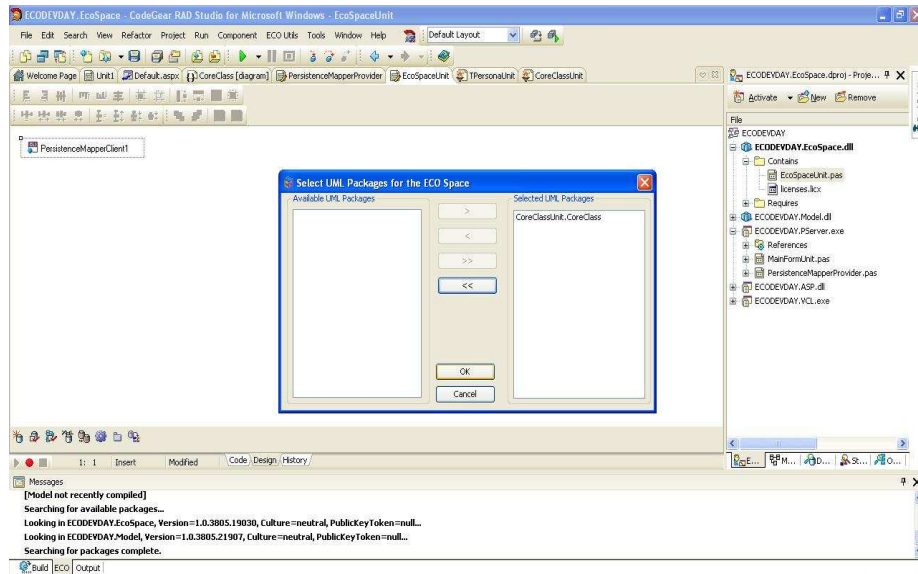 ECODEVDAY.EcoSpace - CodeGear RAD Studio for Microsoft Windows - EcoSpaceUnit
File Edit Search View Refactor Project Run Component ECO Utils Tools Window Help Default Layout
Welcome Page Unit1 Default.aspx CoreClass [diagram] PersistenceMapperProvider EcoSpaceUnit TPersonaUnit CoreClassUnit
PersistenceMapperClient1
Select UML Packages for the ECO Space
Available UML Packages
>
<
>>
<<
OK
Cancel
Selected UML Packages
CoreClassUnit.CoreClass
ECODEVDAY.EcoSpace.dproj - Proje...
Activate New Remove
File
ECODEVDAY
ECODEVDAY.EcoSpace.dll
Contains
EcoSpaceUnit.pas
licenses.licx
Requires
ECODEVDAY.Model.dll
ECODEVDAY.PServer.exe
References
MainFormUnit.pas
PersistenceMapperProvider.pas
ECODEVDAY.ASP.dll
ECODEVDAY.VCL.exe
E... M... D... St... O...
1: 1 Insert Modified Code Design History
Messages
[Model not recently compiled]
Searching for available packages...
Looking in ECODEVDAY.EcoSpace, Version=1.0.3805.19030, Culture=neutral, PublicKeyToken=null...
Looking in ECODEVDAY.Model, Version=1.0.3805.21907, Culture=neutral, PublicKeyToken=null...
Searching for packages complete.
Build ECO Output